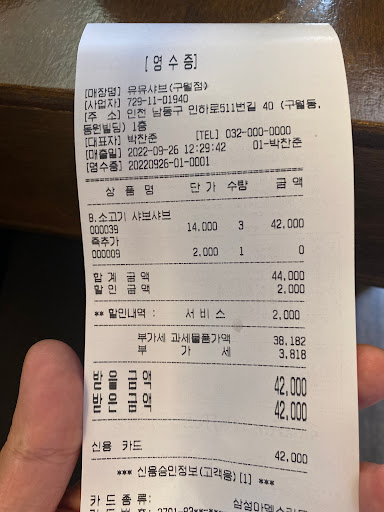 [영수증]
[매장명] 유유샤브(구월점)
[사업자] 729-11-01940
[주 소] 인천 남동구 인하로511번길 40 (구월동,
동원빌딩) 1층
[대표자] 박찬준 [TEL] 032-000-0000
[매출일] 2022-09-26 12:29:42 01-박찬준
[영수증] 20220926-01-0001
상 품 명 단 가 수량 금 액
B.소고기 샤브샤브
000039 14,000 3 42,000
죽추가
000009 2,000 1 0
합 계 금 액 44,000
할 인 금 액 2,000
** 할인내역 : 서 비 스 2,000
부가세 과세물품가액 38,182
부 가 세 3,818
받을 금액 42,000
받은 금액 42,000
신용 카드 42,000
*** 신용승인정보(고객용) [1] ***
카 드 종 류: